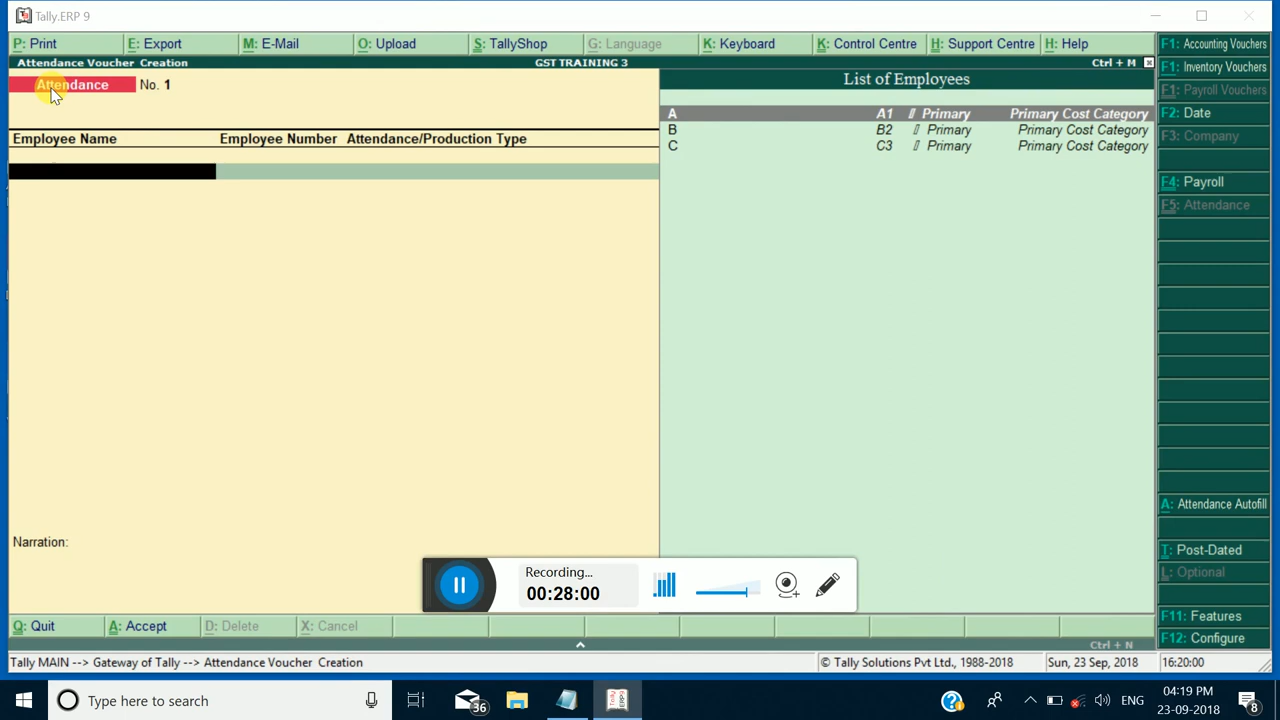 Tally.ERP 9
P: Print E: Export M: E-Mail O: Upload S: TallyShop G: Language K: Keyboard K: Control Centre H: Support Centre H: Help
Attendance Voucher Creation GST TRAINING 3 Ctrl + M
Attendance No. 1
Employee Name Employee Number Attendance/Production Type
List of Employees
A A1 Primary Primary Cost Category
B B2 Primary Primary Cost Category
C C3 Primary Primary Cost Category
F1: Accounting Vouchers
F1: Inventory Vouchers
F1: Payroll Vouchers
F2: Date
F3: Company
F4: Payroll
F5: Attendance
A: Attendance Autofill
T: Post-Dated
L: Optional
F11: Features
F12: Configure
Narration:
Recording...
00:28:00
Q: Quit A: Accept D: Delete X: Cancel
Ctrl + N
Tally MAIN --> Gateway of Tally --> Attendance Voucher Creation © Tally Solutions Pvt Ltd., 1988-2018 Sun, 23 Sep, 2018 16:20:00
Type here to search 36 ENG 04:19 PM
23-09-2018 8